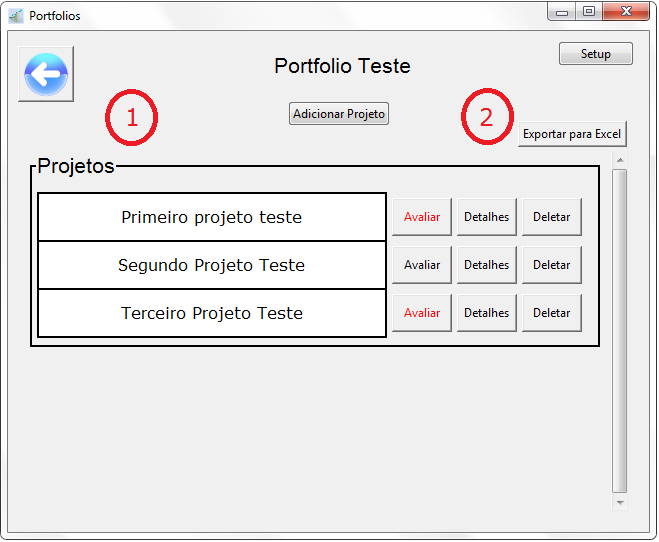 Portfolios
Portfolio Teste
Setup
1
Adicionar Projeto
2
Exportar para Excel
Projetos
Primeiro projeto teste Avaliar Detalhes Deletar
Segundo Projeto Teste Avaliar Detalhes Deletar
Terceiro Projeto Teste Avaliar Detalhes Deletar